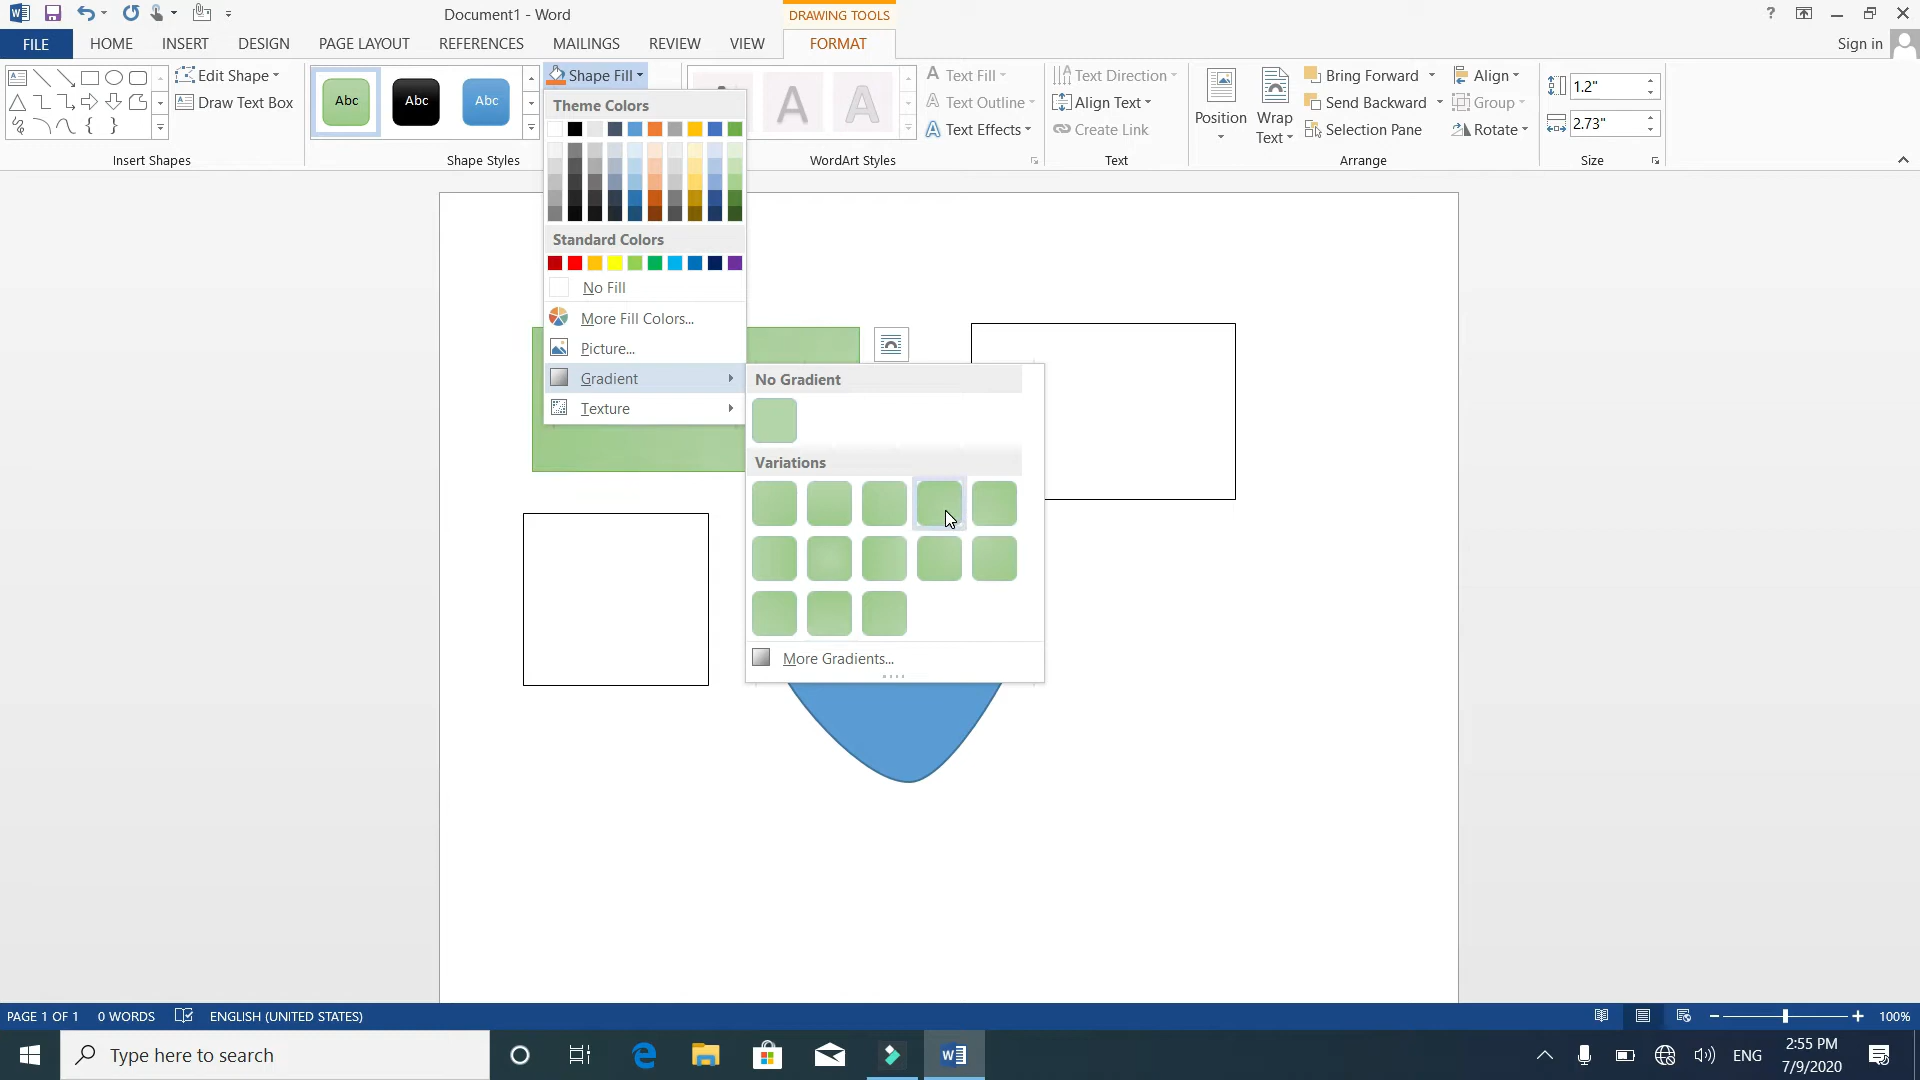 Document1 - Word
DRAWING TOOLS
?
FILE
HOME
INSERT
DESIGN
PAGE LAYOUT
REFERENCES
MAILINGS
REVIEW
VIEW
FORMAT
Sign in
Edit Shape
Draw Text Box
Insert Shapes
Abc
Abc
Abc
Shape Styles
Shape Fill
WordArt Styles
Text Fill
Text Outline
Text Effects
Text Direction
Align Text
Create Link
Text
Position
Wrap
Text
Bring Forward
Send Backward
Selection Pane
Align
Group
Rotate
Arrange
1.2"
2.73"
Size
Theme Colors
Standard Colors
No Fill
More Fill Colors...
Picture...
Gradient
Texture
No Gradient
Variations
More Gradients...
PAGE 1 OF 1
0 WORDS
ENGLISH (UNITED STATES)
100%
Type here to search
ENG
2:55 PM
7/9/2020